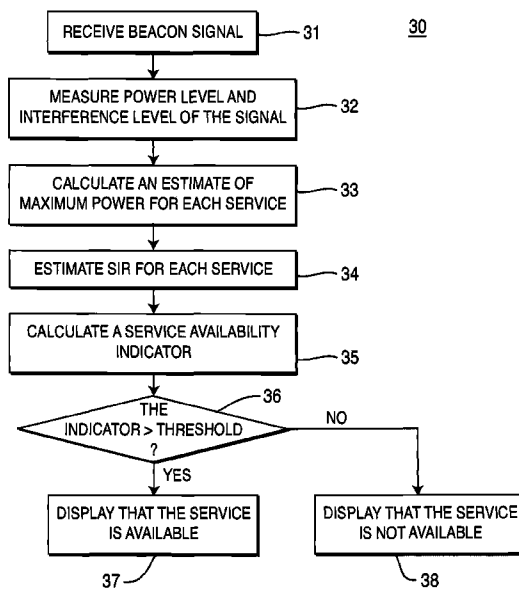 RECEIVE BEACON SIGNAL
31
30
MEASURE POWER LEVEL AND
INTERFERENCE LEVEL OF THE SIGNAL
32
CALCULATE AN ESTIMATE OF
MAXIMUM POWER FOR EACH SERVICE
33
ESTIMATE SIR FOR EACH SERVICE
34
CALCULATE A SERVICE AVAILABILITY
INDICATOR
35
36
THE
INDICATOR > THRESHOLD
?
NO
YES
DISPLAY THAT THE SERVICE
IS AVAILABLE
37
DISPLAY THAT THE SERVICE
IS NOT AVAILABLE
38